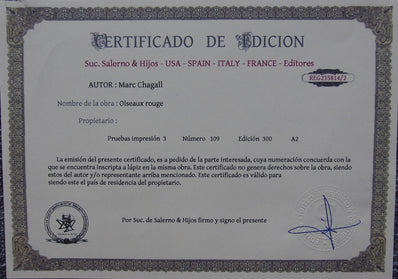 CERTIFICADO DE EDICION
Suc. Salerno & Hijos - USA - SPAIN - ITALY - FRANCE - Editores
REG235814/2
AUTOR : Marc Chagall
Nombre de la obra : Oiseaux rouge
Propietario :
Pruebas impresión 3 Número 109 Edición 300 A2
La emisión del presente certificado, es a pedido de la parte interesada, cuya numeración concuerda con la
que se encuentra inscripta a lápiz en la misma obra. Este certificado no genera derechos sobre la obra, siendo
estos del autor y/o representante arriba mencionado. Este certificado es válido para
siendo este el país de residencia del propietario.
Por Suc. de Salerno & Hijos firmo y signo el presente